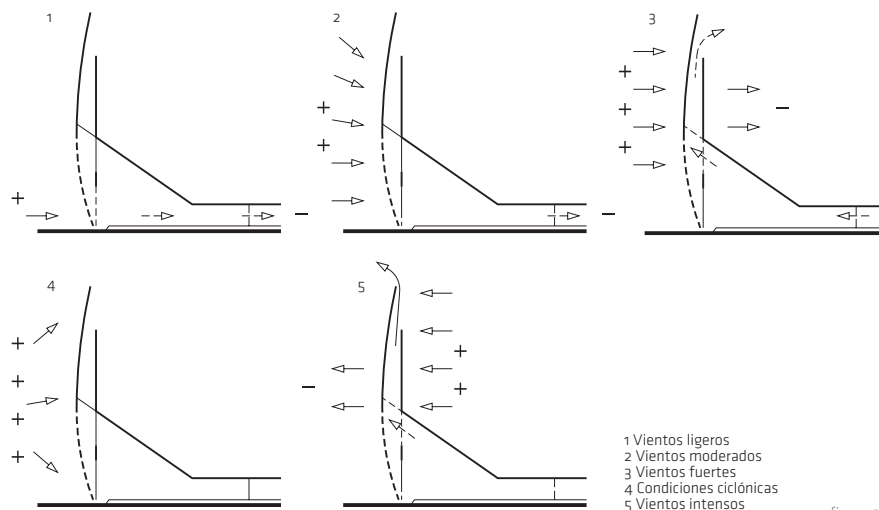 1
2
3
4
5
1 Vientos ligeros
2 Vientos moderados
3 Vientos fuertes
4 Condiciones ciclónicas
5 Vientos intensos